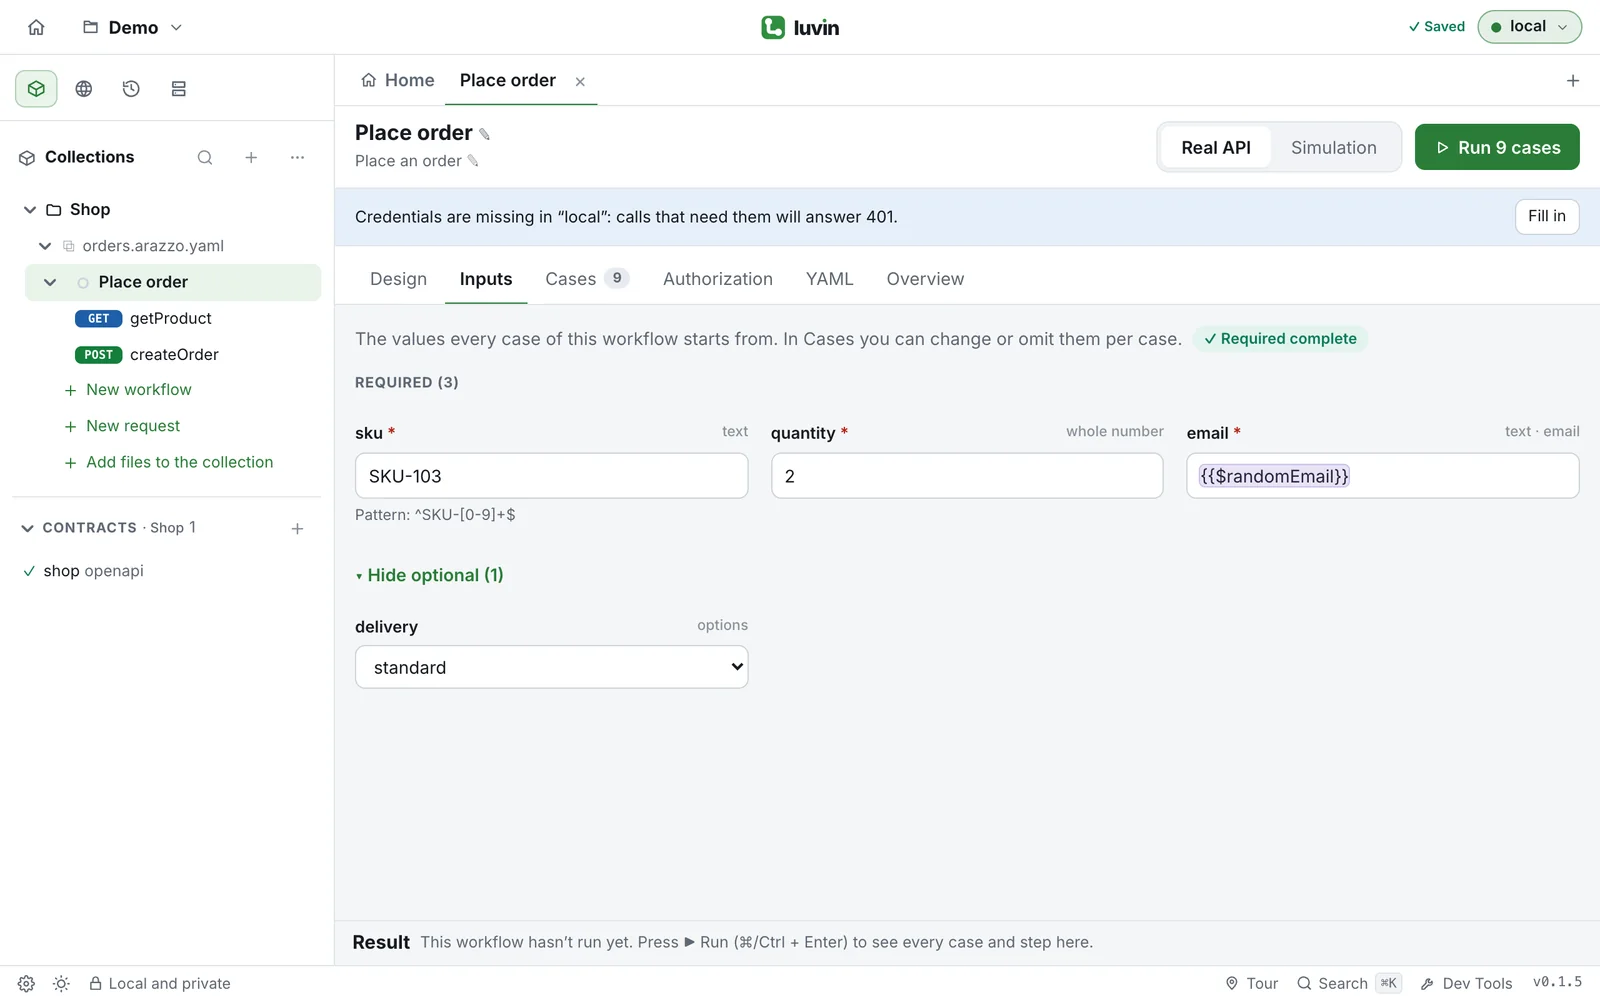 Demo
luvin
Saved
local
Home
Place order
Collections
Shop
orders.arazzo.yaml
Place order
GET getProduct
POST createOrder
+ New workflow
+ New request
+ Add files to the collection
CONTRACTS · Shop 1
shop openapi
Place order
Place an order
Real API
Simulation
Run 9 cases
Credentials are missing in “local”: calls that need them will answer 401.
Fill in
Design
Inputs
Cases 9
Authorization
YAML
Overview
The values every case of this workflow starts from. In Cases you can change or omit them per case.
✓ Required complete
REQUIRED (3)
sku * text
SKU-103
Pattern: ^SKU-[0-9]+$
quantity * whole number
2
email * text · email
{{$randomEmail}}
Hide optional (1)
delivery options
standard
Result This workflow hasn’t run yet. Press ► Run (⌘/Ctrl + Enter) to see every case and step here.
Local and private
Tour
Search ⌘K
Dev Tools
v0.1.5